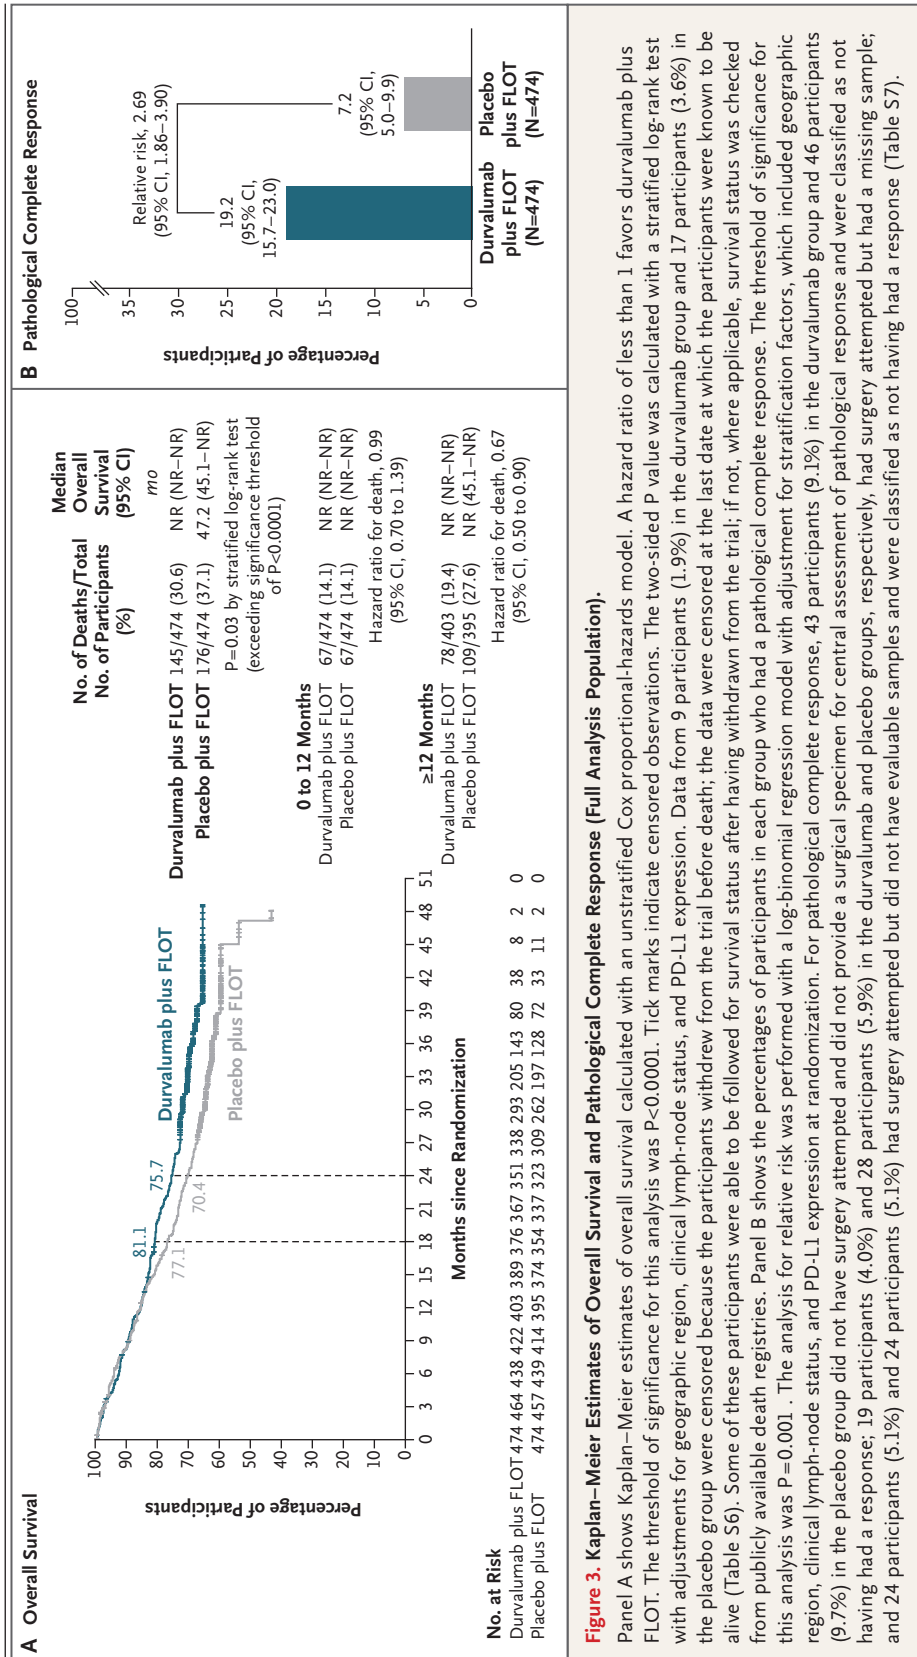 A Overall Survival
Percentage of Participants
100
90
80
70
60
50
40
30
20
10
0
81.1
77.1
75.7
70.4
Durvalumab plus FLOT
Placebo plus FLOT
0 3 6 9 12 15 18 21 24 27 30 33 36 39 42 45 48 51
Months since Randomization
No. at Risk
Durvalumab plus FLOT 474 464 438 422 403 389 376 367 351 338 293 205 143 80 38 8 2 0
Placebo plus FLOT 474 457 439 414 395 374 354 337 323 309 262 197 128 72 33 11 2 0
No. of Deaths/Total No. of Participants (%)
Median Overall Survival (95% CI)
mo
Durvalumab plus FLOT 145/474 (30.6) NR (NR–NR)
Placebo plus FLOT 176/474 (37.1) 47.2 (45.1–NR)
P=0.03 by stratified log-rank test
(exceeding significance threshold
of P<0.0001)
0 to 12 Months
Durvalumab plus FLOT 67/474 (14.1) NR (NR–NR)
Placebo plus FLOT 67/474 (14.1) NR (NR–NR)
Hazard ratio for death, 0.99
(95% CI, 0.70 to 1.39)
≥12 Months
Durvalumab plus FLOT 78/403 (19.4) NR (NR–NR)
Placebo plus FLOT 109/395 (27.6) NR (45.1–NR)
Hazard ratio for death, 0.67
(95% CI, 0.50 to 0.90)
B Pathological Complete Response
Percentage of Participants
100
35
30
25
20
15
10
5
0
Relative risk, 2.69
(95% CI, 1.86–3.90)
19.2
(95% CI,
15.7–23.0)
7.2
(95% CI,
5.0–9.9)
Durvalumab
plus FLOT
(N=474)
Placebo
plus FLOT
(N=474)
Figure 3. Kaplan–Meier Estimates of Overall Survival and Pathological Complete Response (Full Analysis Population).
Panel A shows Kaplan–Meier estimates of overall survival calculated with an unstratified Cox proportional-hazards model. A hazard ratio of less than 1 favors durvalumab plus
FLOT. The threshold of significance for this analysis was P<0.0001. Tick marks indicate censored observations. The two-sided P value was calculated with a stratified log-rank test
with adjustments for geographic region, clinical lymph-node status, and PD-L1 expression. Data from 9 participants (1.9%) in the durvalumab group and 17 participants (3.6%) in
the placebo group were censored because the participants withdrew from the trial before death; the data were censored at the last date at which the participants were known to be
alive (Table S6). Some of these participants were able to be followed for survival status after having withdrawn from the trial; if not, where applicable, survival status was checked
from publicly available death registries. Panel B shows the percentages of participants in each group who had a pathological complete response. The threshold of significance for
this analysis was P=0.001 . The analysis for relative risk was performed with a log-binomial regression model with adjustment for stratification factors, which included geographic
region, clinical lymph-node status, and PD-L1 expression at randomization. For pathological complete response, 43 participants (9.1%) in the durvalumab group and 46 participants
(9.7%) in the placebo group did not have surgery attempted and did not provide a surgical specimen for central assessment of pathological response and were classified as not
having had a response; 19 participants (4.0%) and 28 participants (5.9%) in the durvalumab and placebo groups, respectively, had surgery attempted but had a missing sample;
and 24 participants (5.1%) and 24 participants (5.1%) had surgery attempted but did not have evaluable samples and were classified as not having had a response (Table S7).